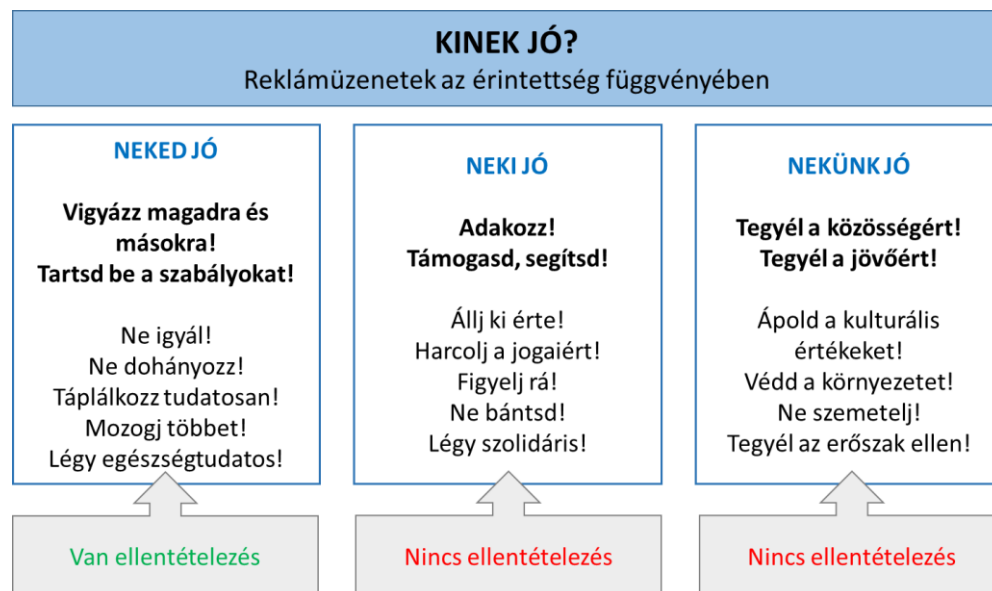 KINEK JÓ?
Reklámüzenetek az érintettség függvényében
NEKED JÓ
Vigyázz magadra és
másokra!
Tartsd be a szabályokat!
Ne igyál!
Ne dohányozz!
Táplálkozz tudatosan!
Mozogj többet!
Légy egészségtudatos!
Van ellentételezés
NEKI JÓ
Adakozz!
Támogasd, segítsd!
Állj ki érte!
Harcolj a jogaiért!
Figyelj rá!
Ne bántsd!
Légy szolidáris!
Nincs ellentételezés
NEKÜNK JÓ
Tegyél a közösségért!
Tegyél a jövőért!
Ápold a kulturális
értékeket!
Védd a környezetet!
Ne szemetelj!
Tegyél az erőszak ellen!
Nincs ellentételezés